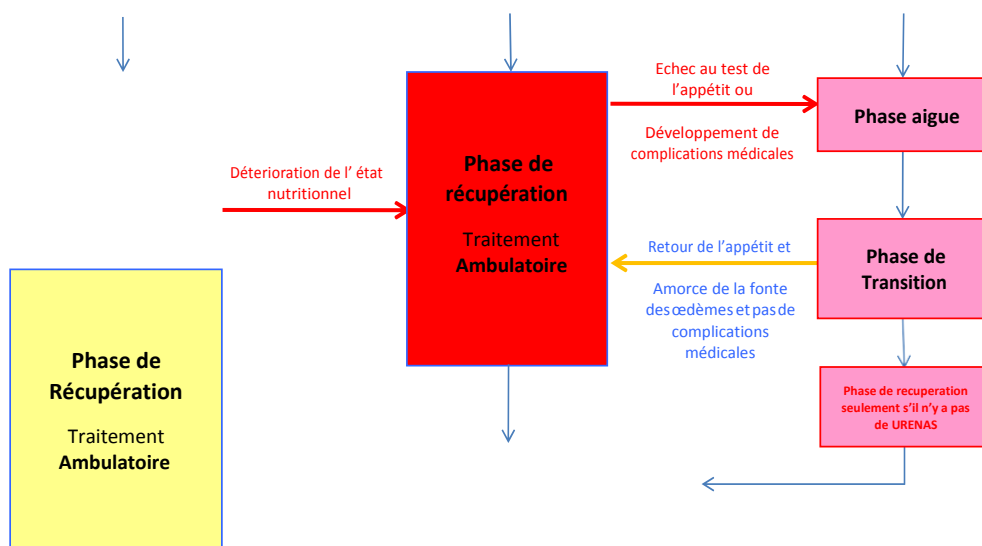 Echec au test de
l’appétit ou
Développement de
complications médicales
Phase aigue
Déterioration de l’ état
nutritionnel
Phase de
récupération
Traitement
Ambulatoire
Retour de l’appétit et
Amorce de la fonte
des œdèmes et pas de
complications
médicales
Phase de
Transition
Phase de
Récupération
Traitement
Ambulatoire
Phase de recuperation
seulement s’il n’y a pas
de URENAS